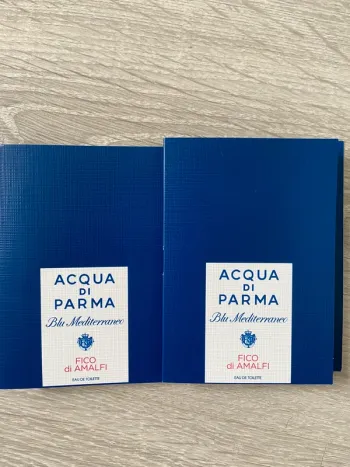 ACQUA
DI
PARMA
Blu Mediterraneo
FICO
di AMALFI
EAU DE TOILETTE
ACQUA
DI
PARMA
Blu Mediterraneo
FICO
di AMALFI
EAU DE TOILETTE